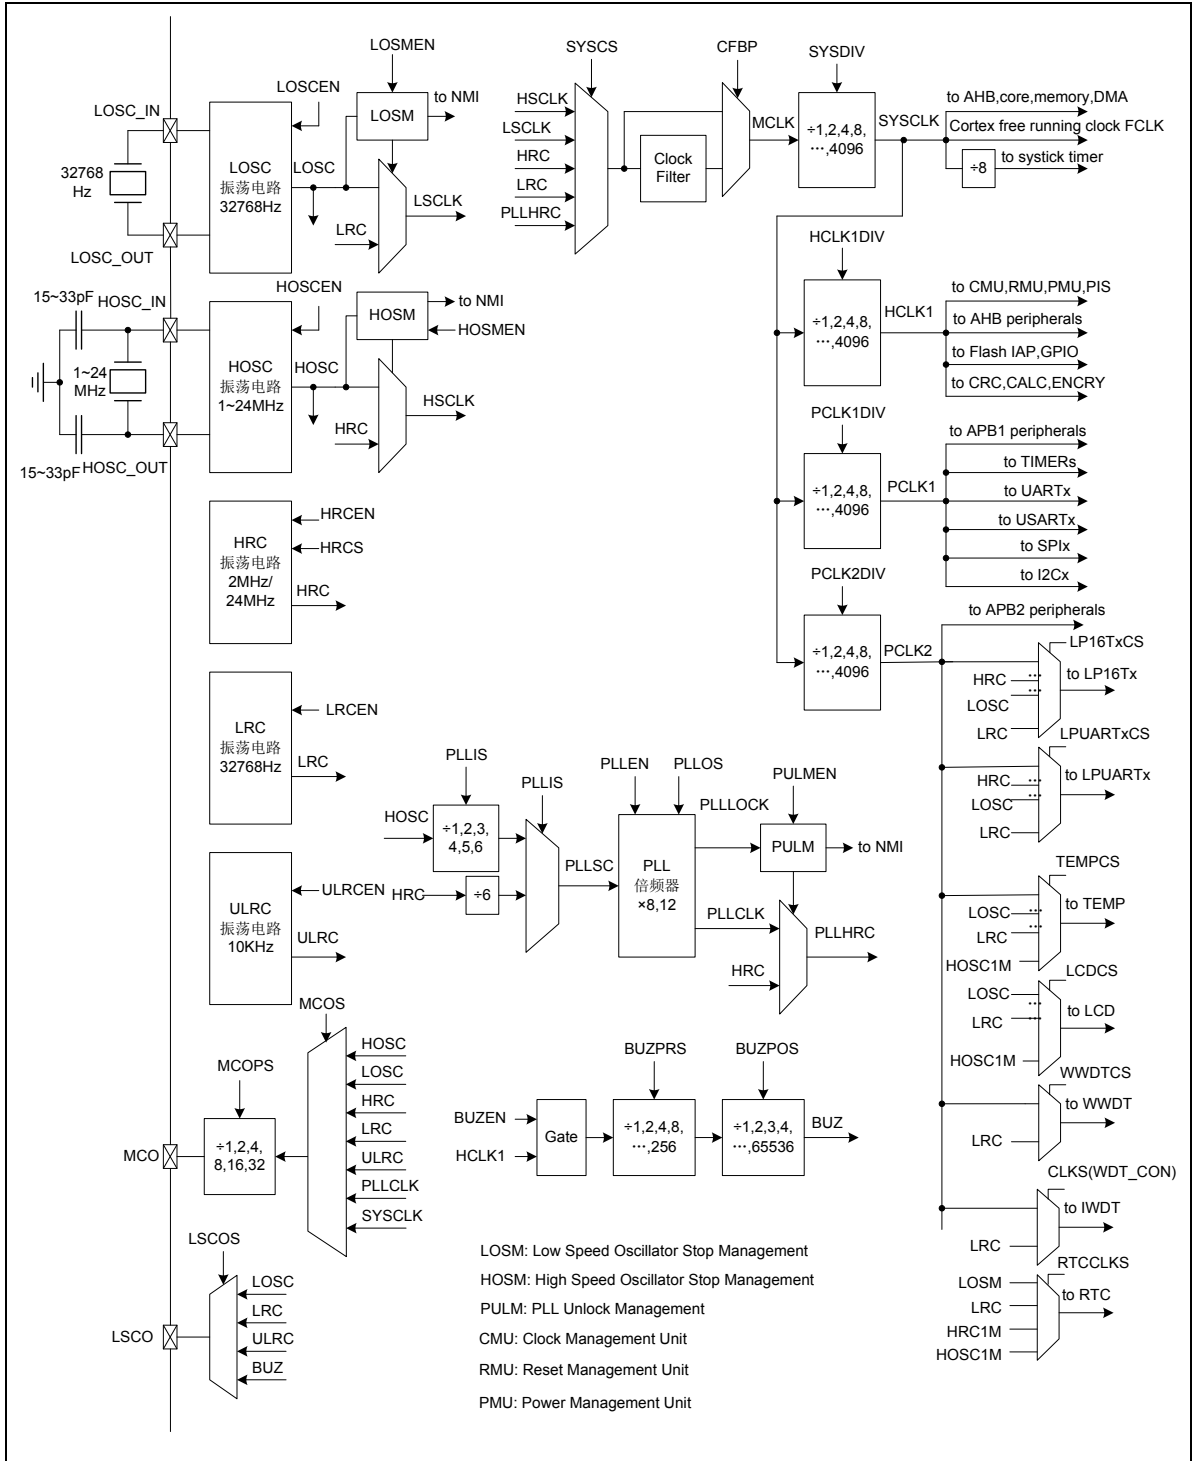 LOSMEN
LOSCEN
LOSC_IN
to NMI
LOSM
32768
Hz
LOSC
振荡电路
32768Hz
LOSC
LSCLK
LRC
LOSC_OUT
SYSCS
CFBP
SYSDIV
HSCLK
LSCLK
HRC
LRC
PLLHRC
Clock
Filter
MCLK
÷1,2,4,8,
…,4096
SYSCLK
to AHB,core,memory,DMA
Cortex free running clock FCLK
÷8
to systick timer
15~33pF
HOSC_IN
HOSCEN
HOSM
to NMI
HOSMEN
1~24
MHz
HOSC
振荡电路
1~24MHz
HOSC
HSCLK
HRC
15~33pF
HOSC_OUT
HCLK1DIV
÷1,2,4,8,
…,4096
HCLK1
to CMU,RMU,PMU,PIS
to AHB peripherals
to Flash IAP,GPIO
to CRC,CALC,ENCRY
PCLK1DIV
÷1,2,4,8,
…,4096
PCLK1
to APB1 peripherals
to TIMERs
to UARTx
to USARTx
to SPIx
to I2Cx
HRC
振荡电路
2MHz/
24MHz
HRCEN
HRCS
HRC
PCLK2DIV
÷1,2,4,8,
…,4096
PCLK2
to APB2 peripherals
LP16TxCS
HRC
…
LOSC
…
LRC
to LP16Tx
LPUARTxCS
HRC
…
LOSC
…
LRC
to LPUARTx
LRC
振荡电路
32768Hz
LRCEN
LRC
PLLIS
HOSC
÷1,2,3,
4,5,6
HRC
÷6
PLLIS
PLLSC
PLLEN
PLLOS
PLL
倍频器
×8,12
PLLLOCK
PULMEN
PULM
to NMI
PLLCLK
PLLHRC
HRC
TEMPCS
LOSC
…
LRC
…
HOSC1M
to TEMP
ULRC
振荡电路
10KHz
ULRCEN
ULRC
LCDCS
LOSC
…
LRC
…
HOSC1M
to LCD
MCOS
HOSC
LOSC
HRC
LRC
ULRC
PLLCLK
SYSCLK
MCOPS
÷1,2,4,
8,16,32
MCO
BUZPRS
BUZPOS
BUZEN
HCLK1
Gate
÷1,2,4,8,
…,256
÷1,2,3,4,
…,65536
BUZ
WWDTCS
LRC
to WWDT
CLKS(WDT_CON)
LRC
to IWDT
LSCOS
LOSC
LRC
ULRC
BUZ
LSCO
RTCCLKS
LOSM
LRC
HRC1M
HOSC1M
to RTC
LOSM: Low Speed Oscillator Stop Management
HOSM: High Speed Oscillator Stop Management
PULM: PLL Unlock Management
CMU: Clock Management Unit
RMU: Reset Management Unit
PMU: Power Management Unit